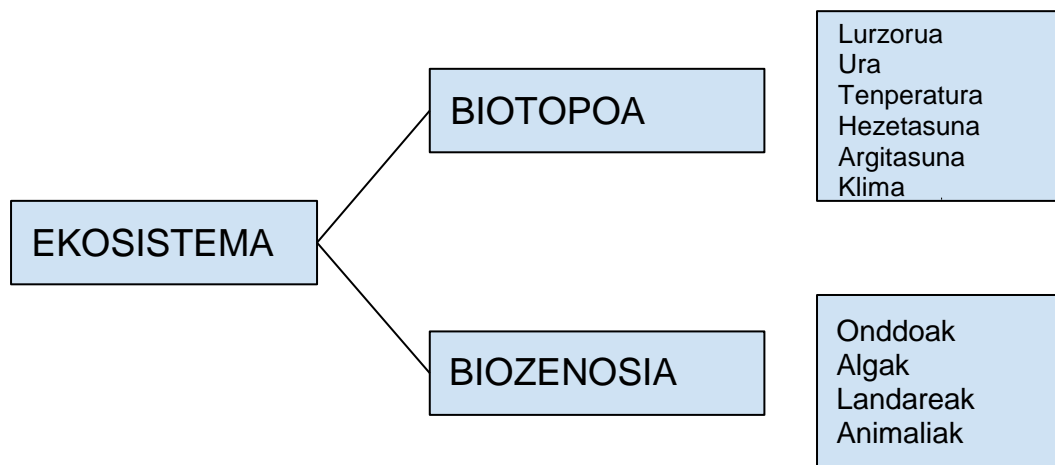 EKOSISTEMA
BIOTOPOA
Lurzorua
Ura
Tenperatura
Hezetasuna
Argitasuna
Klima
BIOZENOSIA
Onddoak
Algak
Landareak
Animaliak